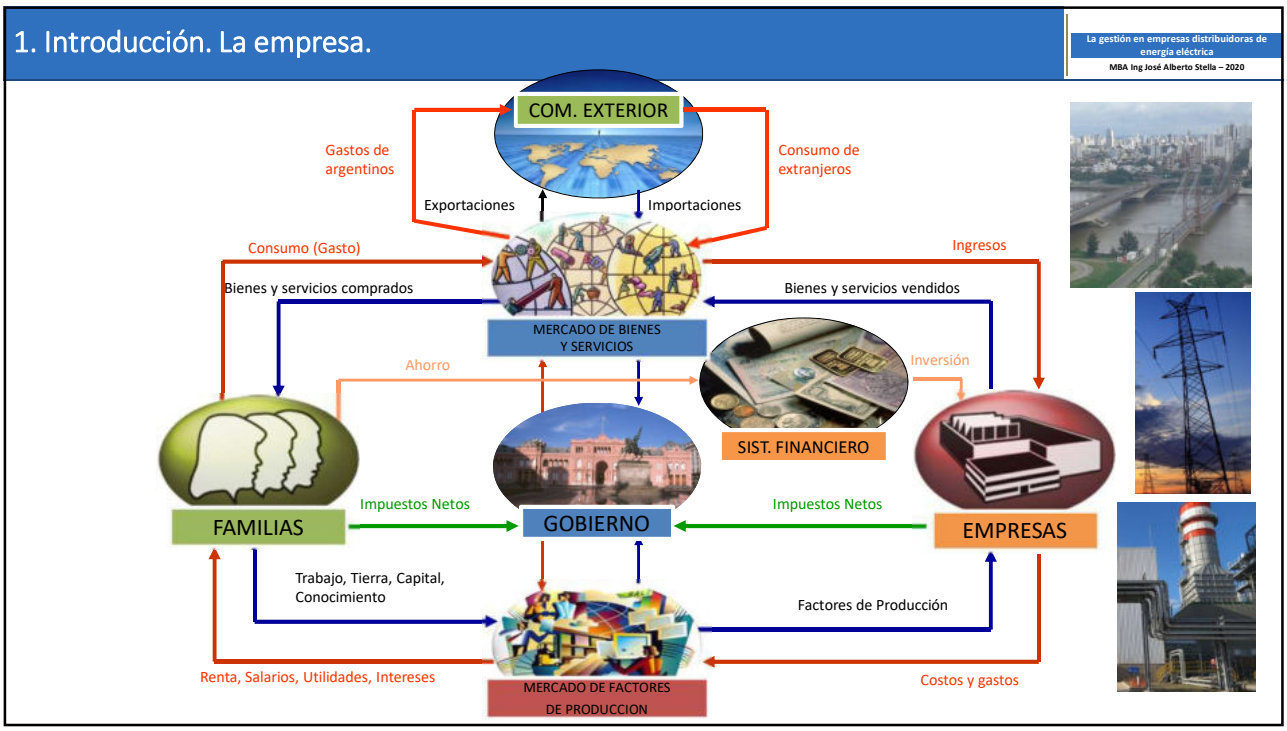 1. Introducción. La empresa.
La gestión en empresas distribuidoras de
energía eléctrica
MBA Ing José Alberto Stella – 2020
COM. EXTERIOR
Gastos de
argentinos
Consumo de
extranjeros
Exportaciones
Importaciones
Consumo (Gasto)
Ingresos
Bienes y servicios comprados
Bienes y servicios vendidos
MERCADO DE BIENES
Y SERVICIOS
Ahorro
Inversión
SIST. FINANCIERO
Impuestos Netos
Impuestos Netos
FAMILIAS
GOBIERNO
EMPRESAS
Trabajo, Tierra, Capital,
Conocimiento
Factores de Producción
Renta, Salarios, Utilidades, Intereses
Costos y gastos
MERCADO DE FACTORES
DE PRODUCCION